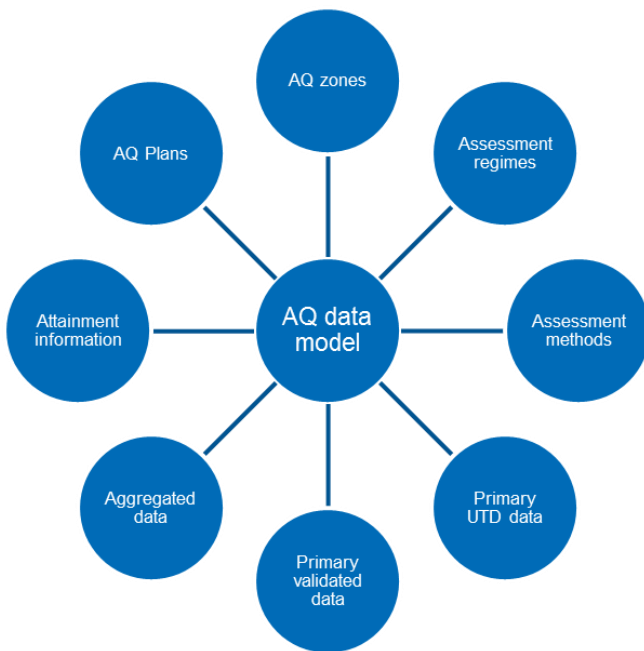 AQ zones
AQ Plans
Assessment
regimes
Attainment
information
AQ data
model
Assessment
methods
Aggregated
data
Primary
UTD data
Primary
validated
data